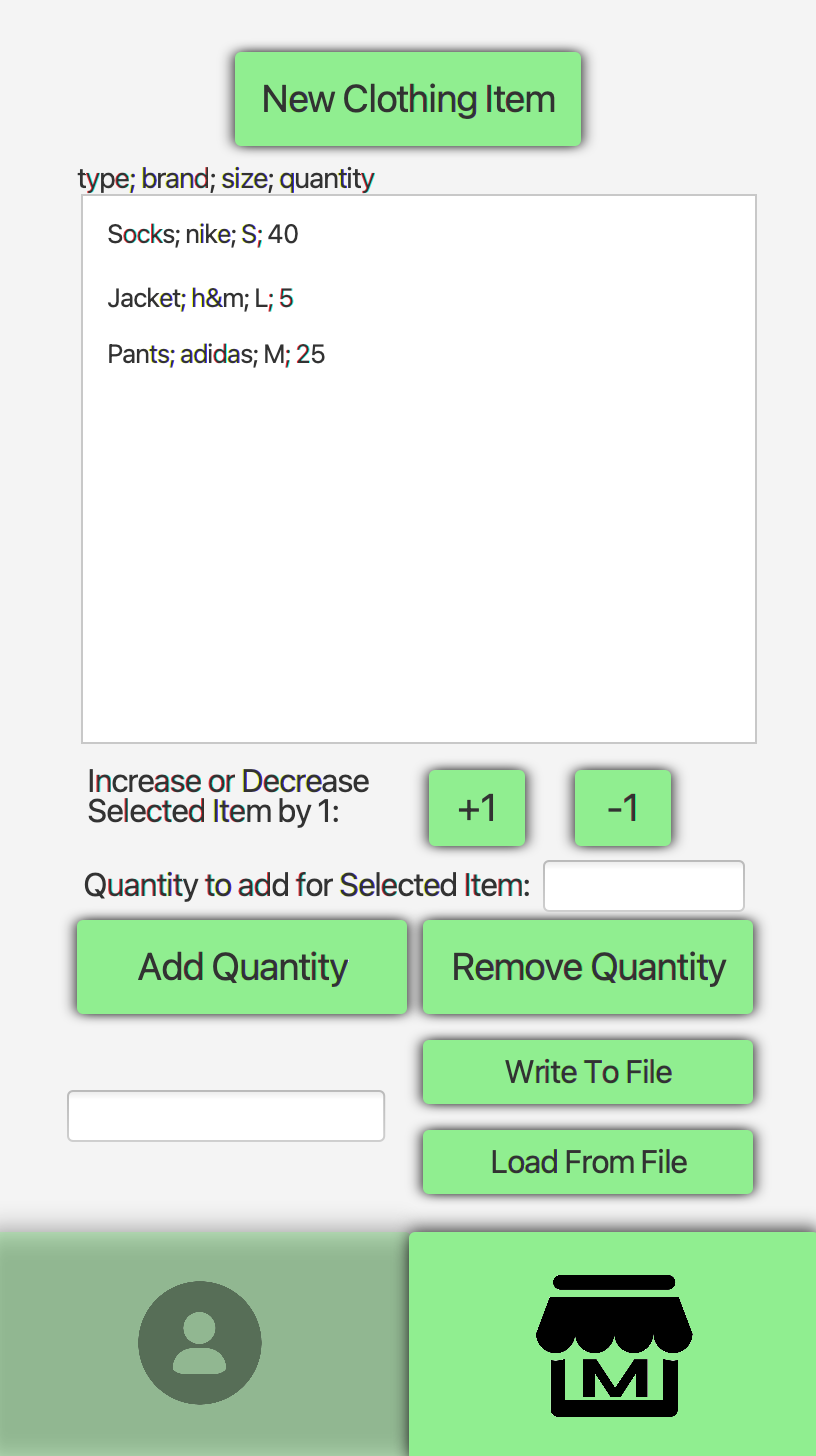 New Clothing Item
type; brand; size; quantity
Socks; nike; S; 40
Jacket; h&m; L; 5
Pants; adidas; M; 25
Increase or Decrease
Selected Item by 1:
+1
-1
Quantity to add for Selected Item:
Add Quantity
Remove Quantity
Write To File
Load From File
M